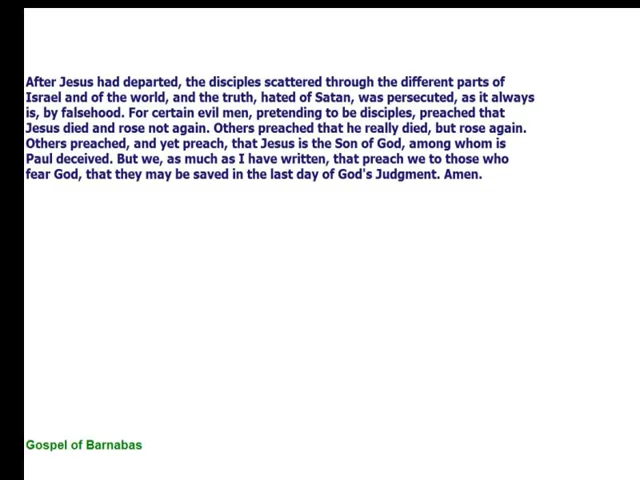 After Jesus had departed, the disciples scattered through the different parts of
Israel and of the world, and the truth, hated of Satan, was persecuted, as it always
is, by falsehood. For certain evil men, pretending to be disciples, preached that
Jesus died and rose not again. Others preached that he really died, but rose again.
Others preached, and yet preach, that Jesus is the Son of God, among whom is
Paul deceived. But we, as much as I have written, that preach we to those who
fear God, that they may be saved in the last day of God's Judgment. Amen.
Gospel of Barnabas